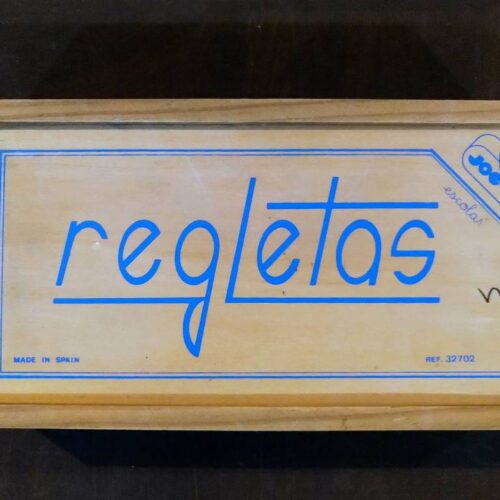 escolar
regletas
MADE IN SPAIN
REF. 32702